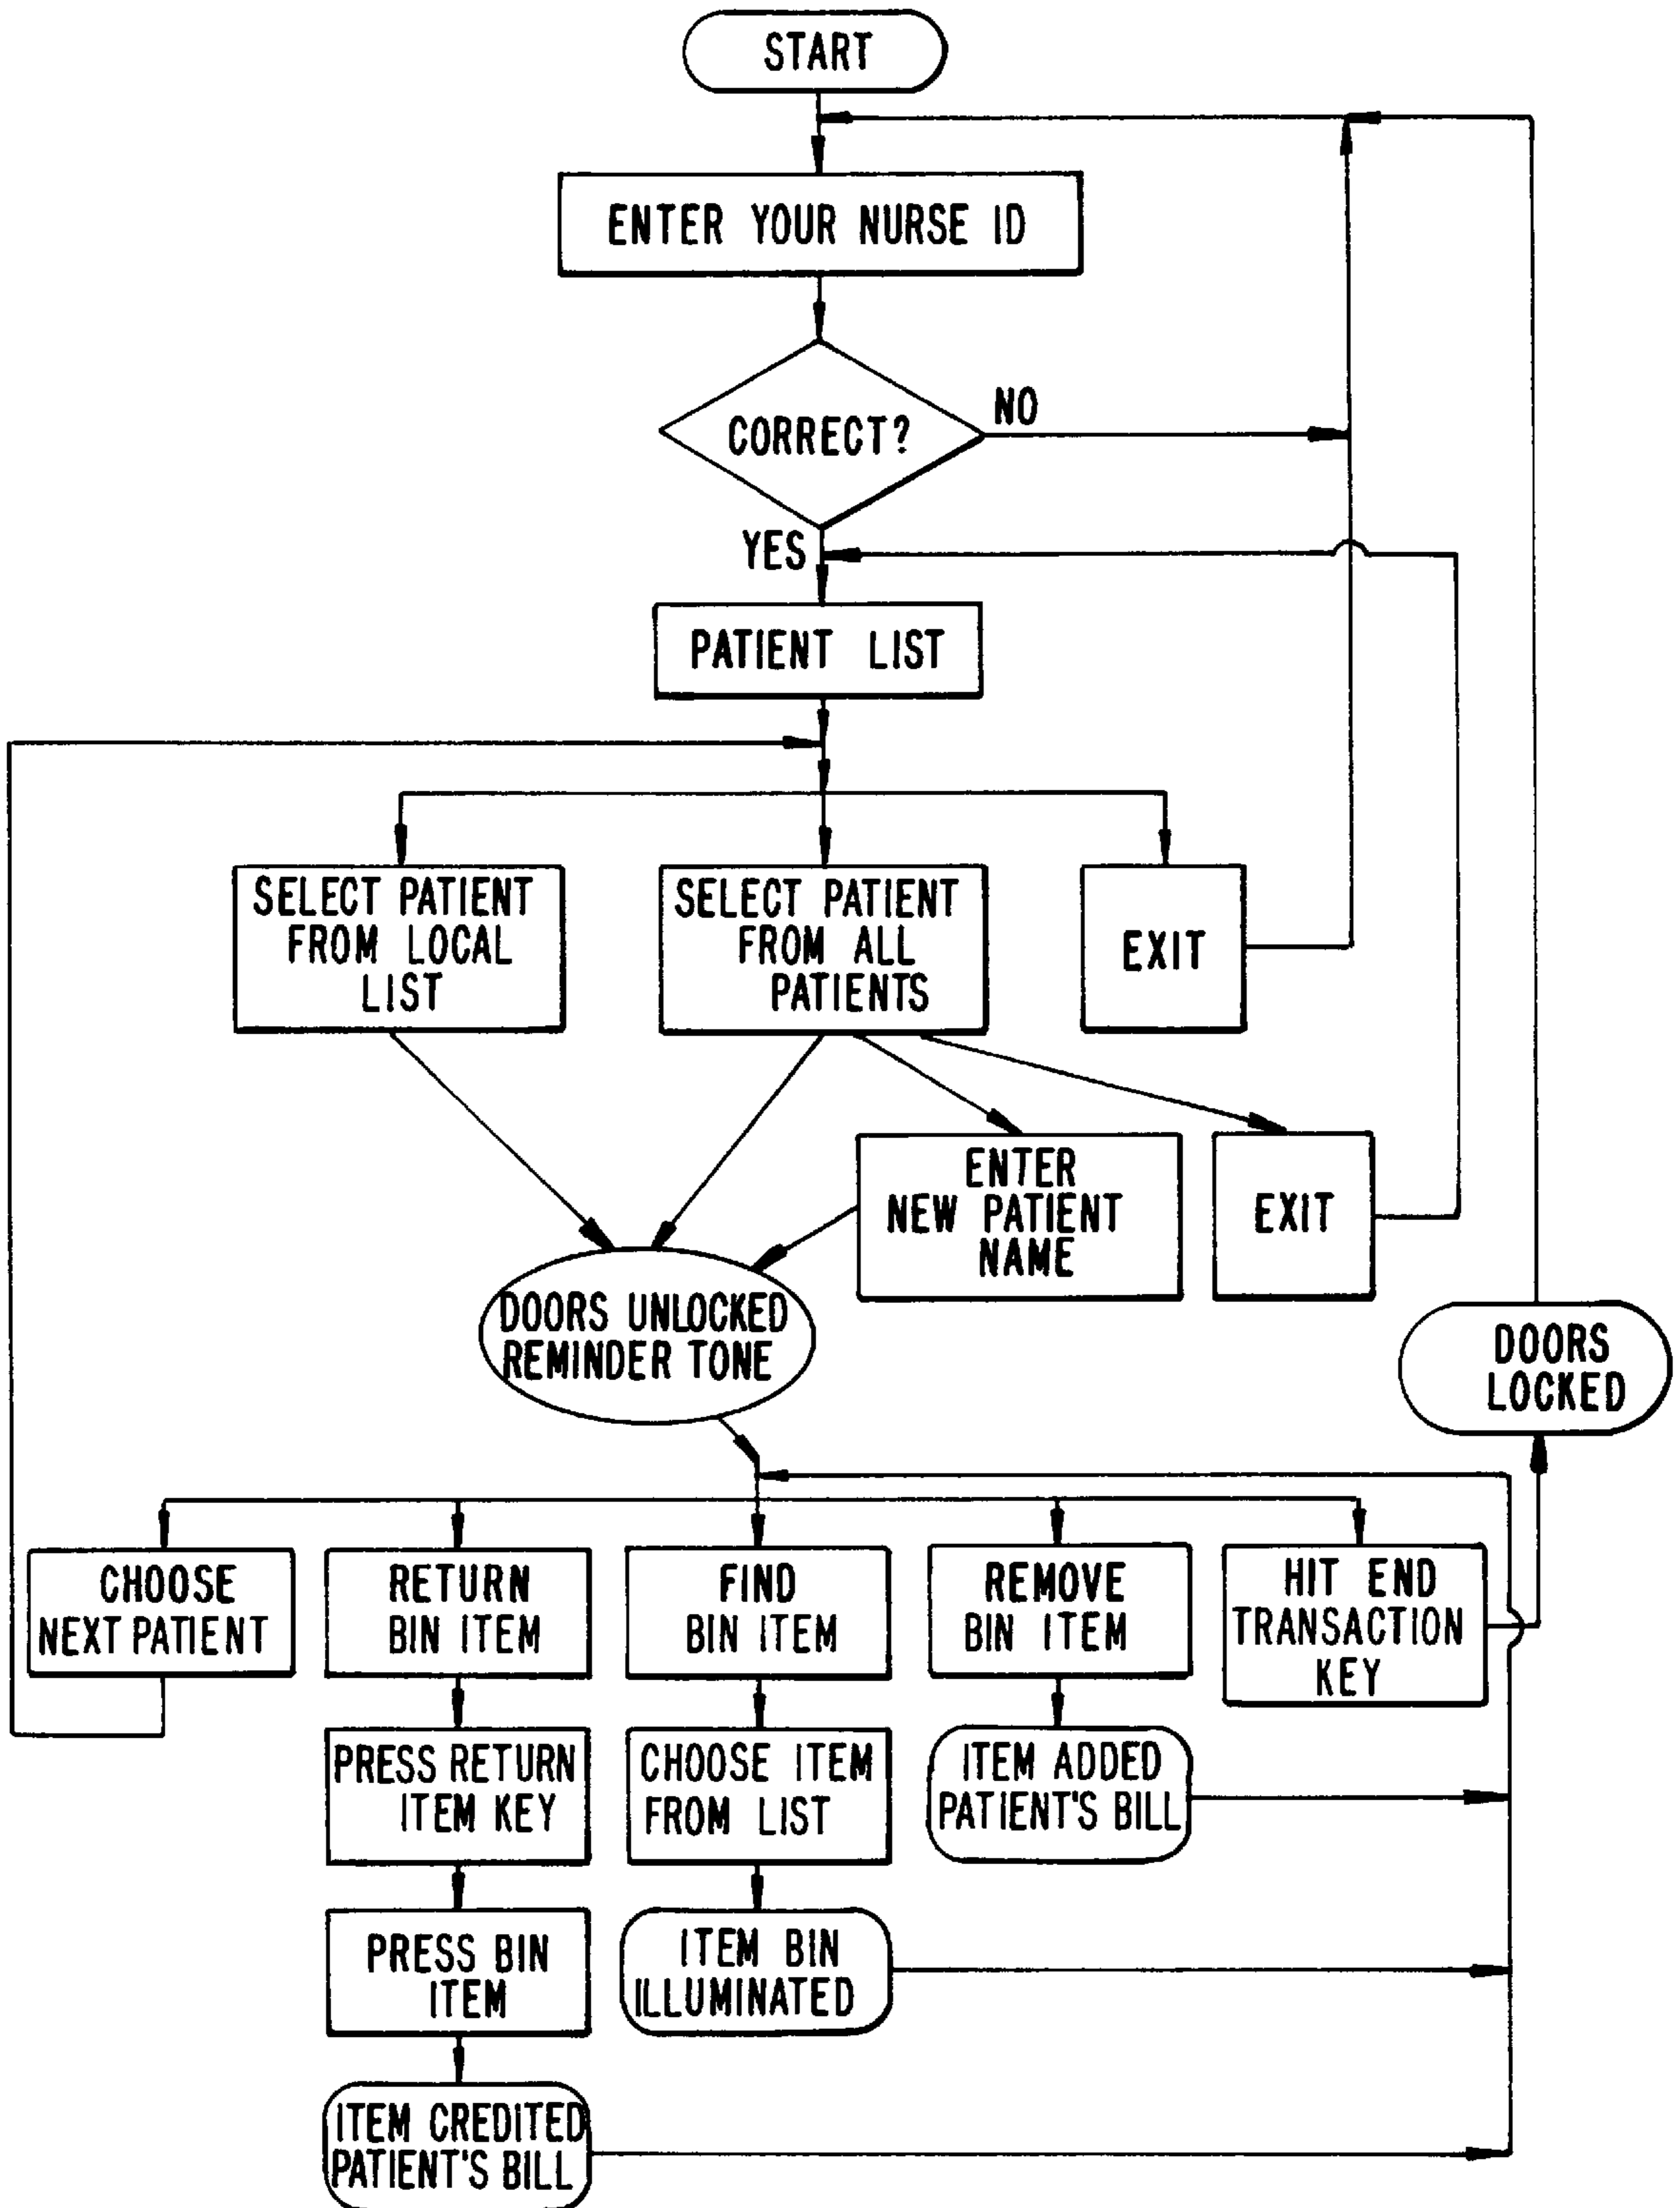 START
ENTER YOUR NURSE ID
CORRECT?
NO
YES
PATIENT LIST
SELECT PATIENT
FROM LOCAL
LIST
SELECT PATIENT
FROM ALL
PATIENTS
EXIT
ENTER
NEW PATIENT
NAME
EXIT
DOORS UNLOCKED
REMINDER TONE
DOORS
LOCKED
CHOOSE
NEXT PATIENT
RETURN
BIN ITEM
FIND
BIN ITEM
REMOVE
BIN ITEM
HIT END
TRANSACTION
KEY
PRESS RETURN
ITEM KEY
CHOOSE ITEM
FROM LIST
ITEM ADDED
PATIENT'S BILL
PRESS BIN
ITEM
ITEM BIN
ILLUMINATED
ITEM CREDITED
PATIENT'S BILL